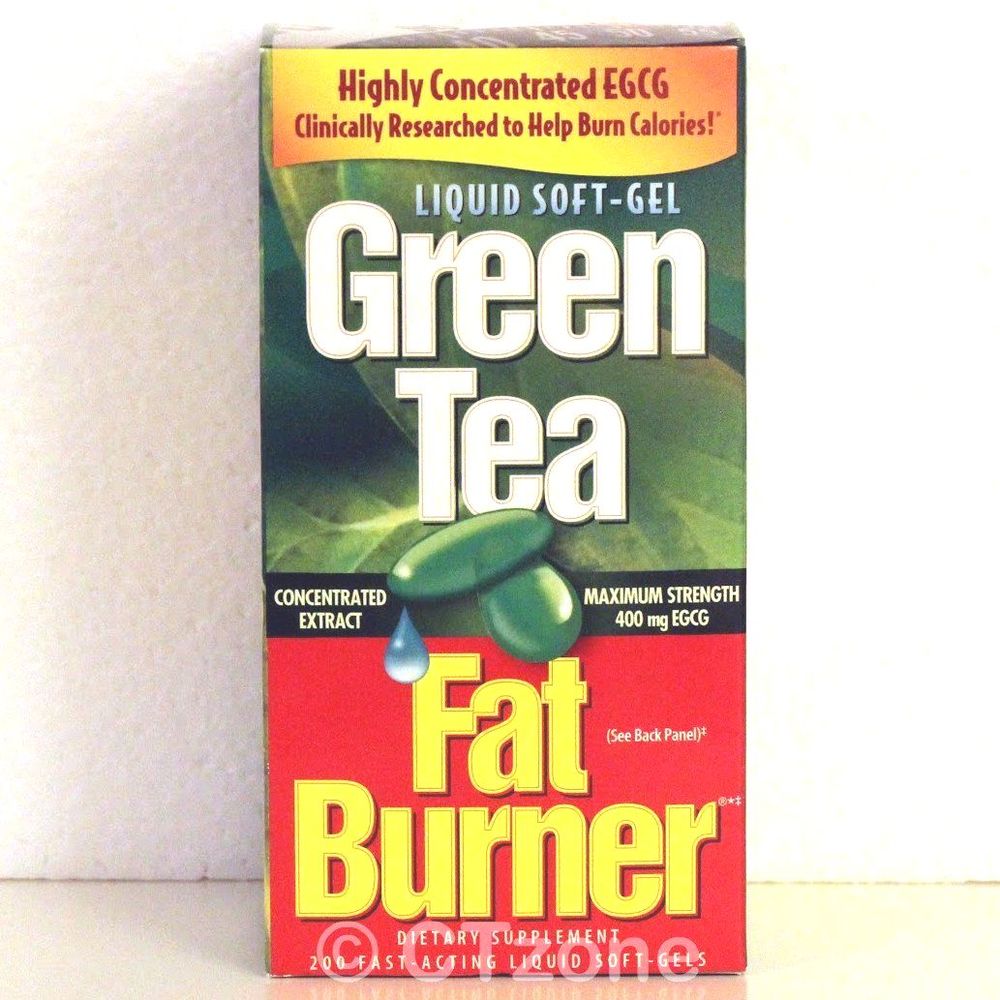 Highly Concentrated EGCG
Clinically Researched to Help Burn Calories!*
LIQUID SOFT-GEL
Green
Tea
CONCENTRATED
EXTRACT
MAXIMUM STRENGTH
400 mg EGCG
Fat
(See Back Panel)‡
Burner®*‡
DIETARY SUPPLEMENT
200 FAST-ACTING LIQUID SOFT-GELS
© CTzone